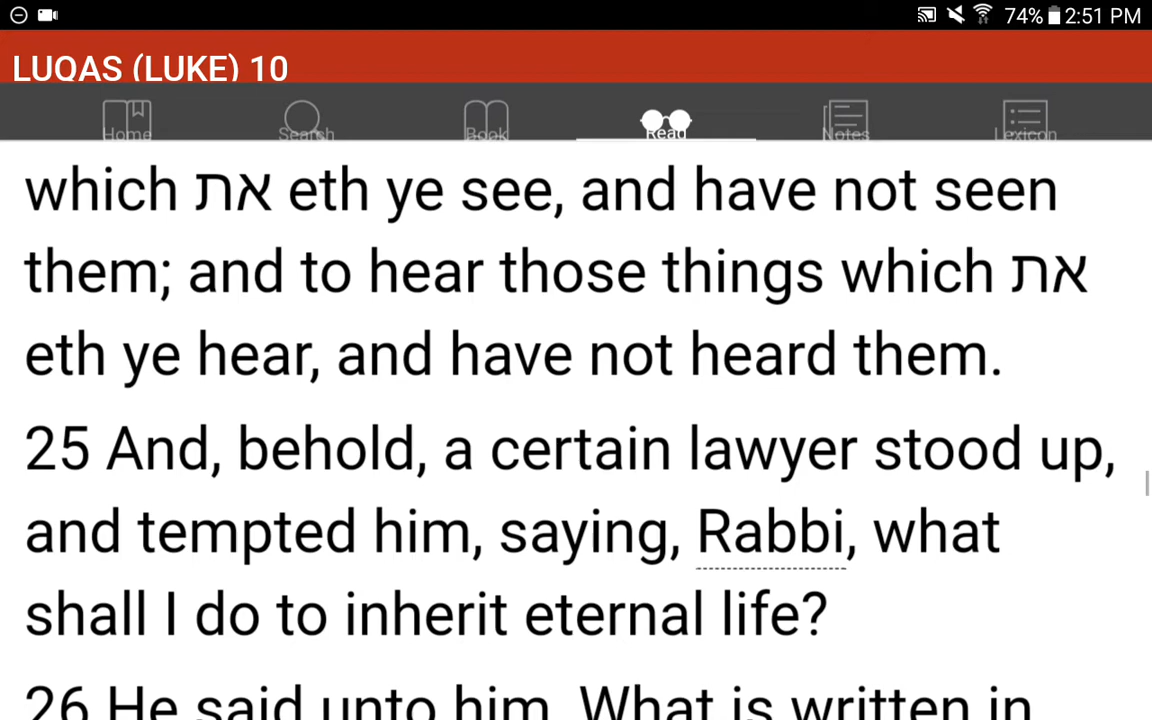 74% 2:51 PM
LUQAS (LUKE) 10
Home Search Book Read Notes Lexicon
which את eth ye see, and have not seen
them; and to hear those things which את
eth ye hear, and have not heard them.
25 And, behold, a certain lawyer stood up,
and tempted him, saying, Rabbi, what
shall I do to inherit eternal life?
26 He said unto him, What is written in